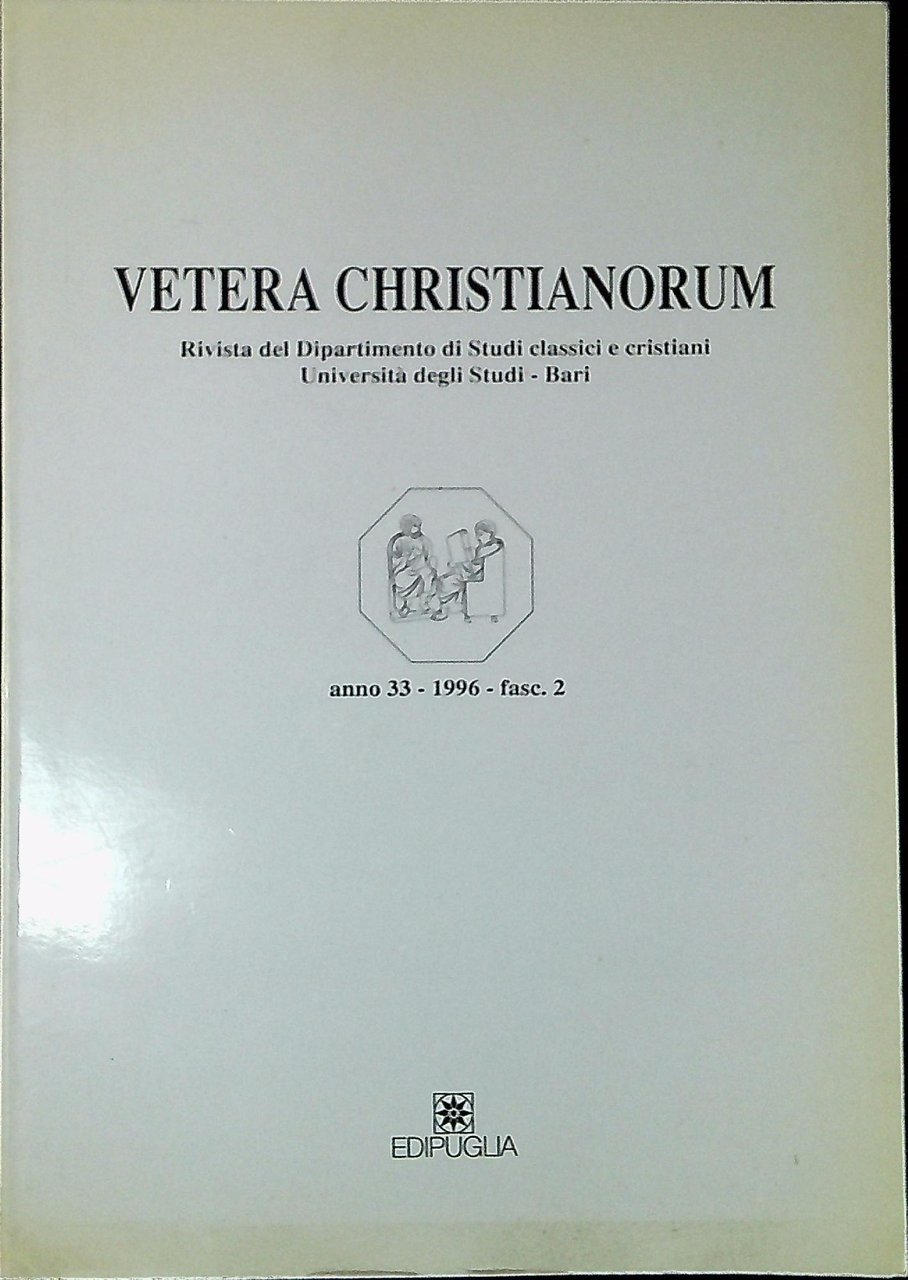 VETERA CHRISTIANORUM
Rivista del Dipartimento di Studi classici e cristiani
Università degli Studi - Bari
anno 33 - 1996 - fasc. 2
EDIPUGLIA